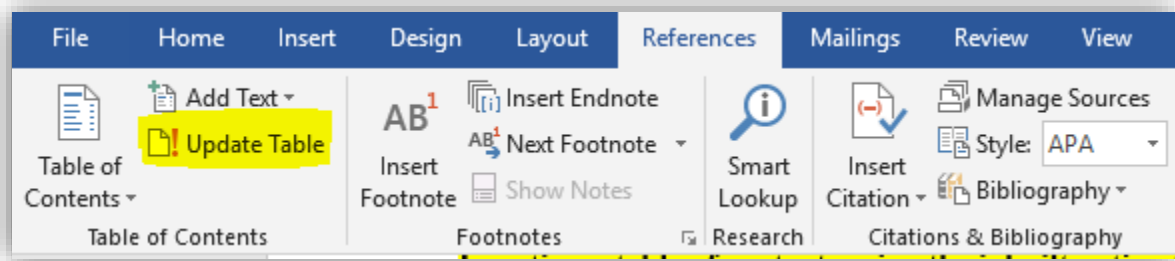 File Home Insert Design Layout References Mailings Review View
Add Text
Update Table
Table of
Contents
Table of Contents
AB1
Insert
Footnote
[i] Insert Endnote
AB1 Next Footnote
Show Notes
Footnotes
Smart
Lookup
Research
(-)
Insert
Citation
Manage Sources
Style: APA
Bibliography
Citations & Bibliography